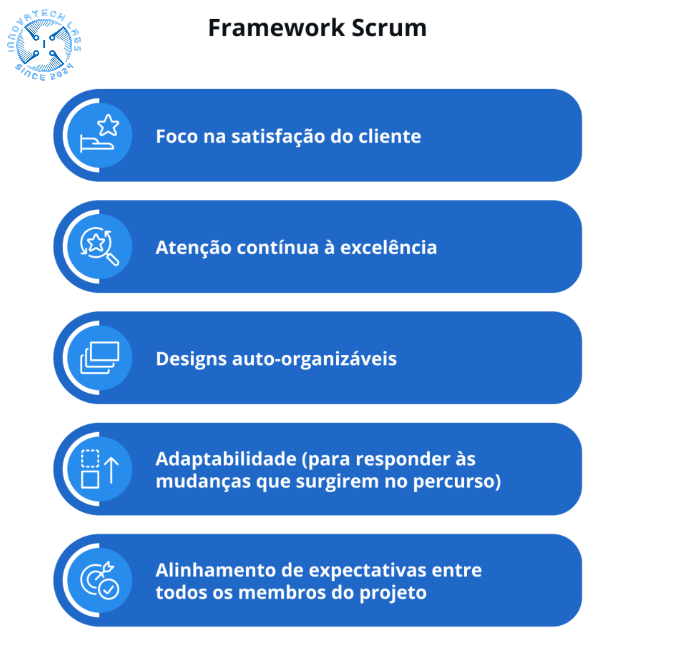 INNOVATECH LABS
SINCE 2024
Framework Scrum
Foco na satisfação do cliente
Atenção contínua à excelência
Designs auto-organizáveis
Adaptabilidade (para responder às
mudanças que surgirem no percurso)
Alinhamento de expectativas entre
todos os membros do projeto